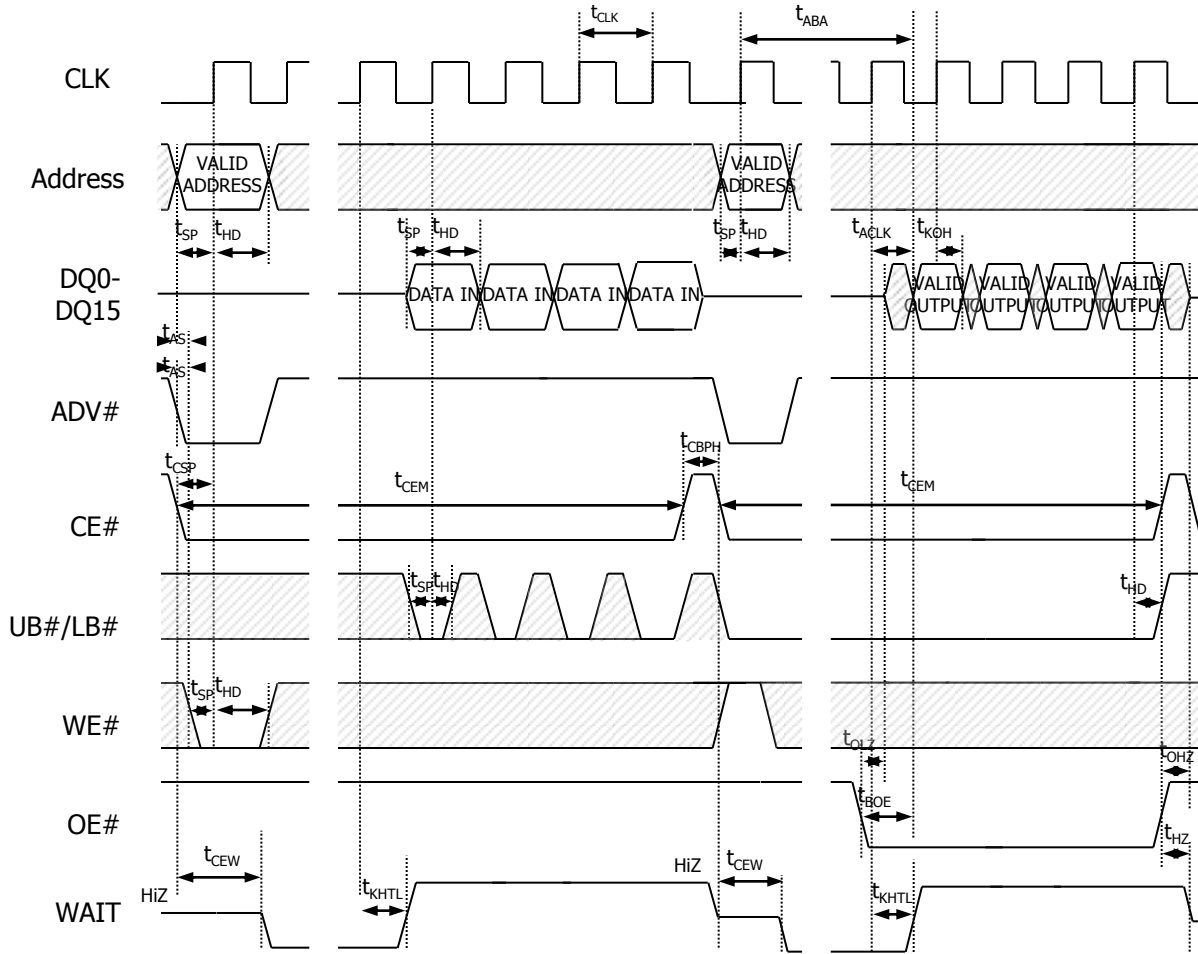 tCLK
tABA
CLK
VALID ADDRESS
VALID ADDRESS
Address
tSP
tHD
tSP
tHD
tSP
tHD
tACLK
tKOH
DQ0-
DQ15
DATA IN
DATA IN
DATA IN
DATA IN
VALID OUTPUT
VALID OUTPUT
VALID OUTPUT
VALID OUTPUT
tAS
tAS
ADV#
tCBPH
tCSP
tCEM
tCEM
CE#
tSP
tHD
tHD
UB#/LB#
tSP
tHD
WE#
tOLZ
tOHZ
tBOE
OE#
tHZ
tCEW
HiZ
tCEW
HiZ
tKHTL
tKHTL
WAIT